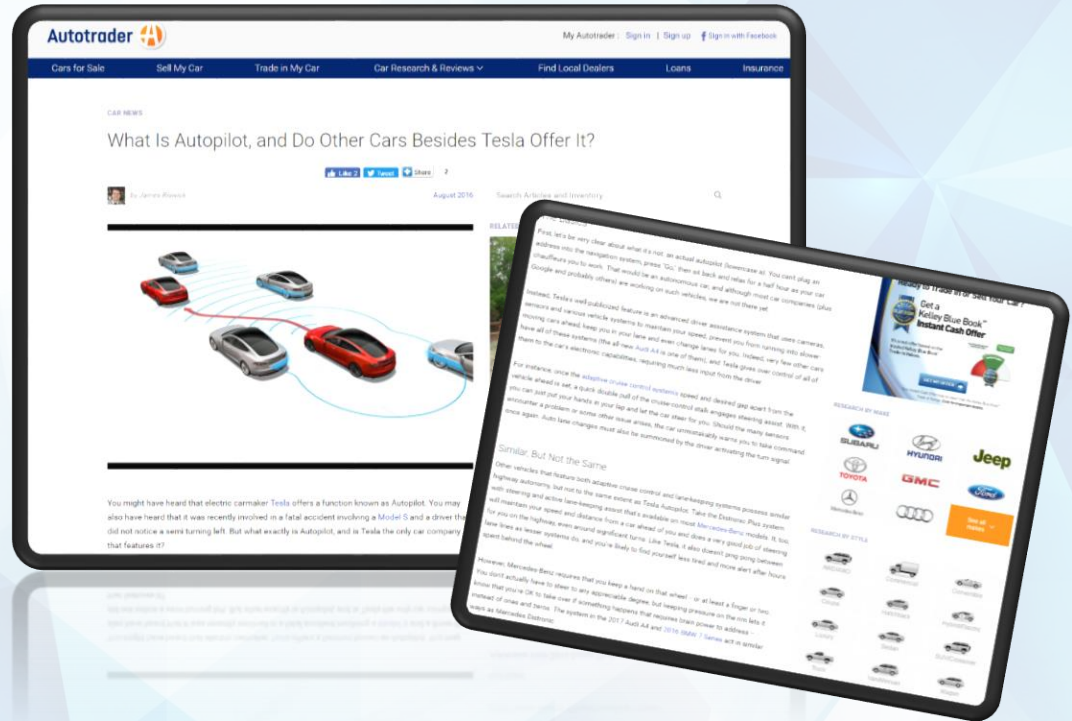 Autotrader
My Autotrader : Sign in | Sign up f Sign in with Facebook
Cars for Sale Sell My Car Trade in My Car Car Research & Reviews Find Local Dealers Loans Insurance
CAR NEWS
What Is Autopilot, and Do Other Cars Besides Tesla Offer It?
Like 2 Tweet Share 2
by James
August 2016
Search Articles and Inventory
RELATED
You might have heard that electric carmaker Tesla offers a function known as Autopilot. You may
also have heard that it was recently involved in a fatal accident involving a Model S and a driver tha
did not notice a semi turning left. But what exactly is Autopilot, and is Tesla the only car company
that features it?
First, let's be very clear about what it's not: an actual autopilot (lowercase a). You can't plug an
address into the navigation system, press "Go," then sit back and relax for a half hour as your car
chauffeurs you to work. That would be an autonomous car, and although most car companies (plus
Google and probably others) are working on such vehicles, we are not there yet.
Instead, Tesla's well-publicized feature is an advanced driver assistance system that uses cameras,
sensors and various vehicle systems to maintain your speed, prevent you from running into slower-
moving cars ahead, keep you in your lane and even change lanes for you. Indeed, very few other cars
have all of these systems (the all-new Audi A4 is one of them), and Tesla gives over control of all of
them to the car's electronic capabilities, requiring much less input from the driver.
For instance, once the adaptive cruise control systems speed and desired gap apart from the
vehicle ahead is set, a quick double pull of the cruise control stalk engages steering assist. With it,
you can just put your hands in your lap and let the car steer for you. Should the many sensors
encounter a problem or some other issue arises, the car unmistakably warns you to take command
once again. Auto lane changes must also be summoned by the driver activating the turn signal.
Similar, But Not the Same
Other vehicles that feature both adaptive cruise control and lane-keeping systems possess similar
highway autonomy, but not to the same extent as Tesla Autopilot. Take the Distronic Plus system
with steering and active lane-keeping assist that's available on most Mercedes-Benz models. It, too,
will maintain your speed and distance from a car ahead of you and does a very good job of steering
for you on the highway, even around significant turns. Like Tesla, it also doesn't ping-pong between
lane lines as lesser systems do, and you're likely to find yourself less tired and more alert after hours
spent behind the wheel.
However, Mercedes-Benz requires that you keep a hand on that wheel - or at least a finger or two.
You don't actually have to steer to any appreciable degree, but keeping pressure on the rim lets it
know that you're OK to take over if something happens that requires brain power to address -
instead of ones and zeros. The system in the 2017 Audi A4 and 2016 BMW 7 Series act in similar
ways as Mercedes Distronic.
Ready to Trade In or Sell Your Car?
Get a
Kelley Blue Book
Instant Cash Offer
RESEARCH BY MAKE
SUBARU
HYUNDAI
Jeep
TOYOTA
GMC
Ford
Mercedes-Benz
See all
makes
RESEARCH BY STYLE
Commercial
Convertible
Coupe
Hatchback
Hybrid/Electric
Luxury
Sedan
SUV/Crossover
Truck
Van/Minivan
Wagon